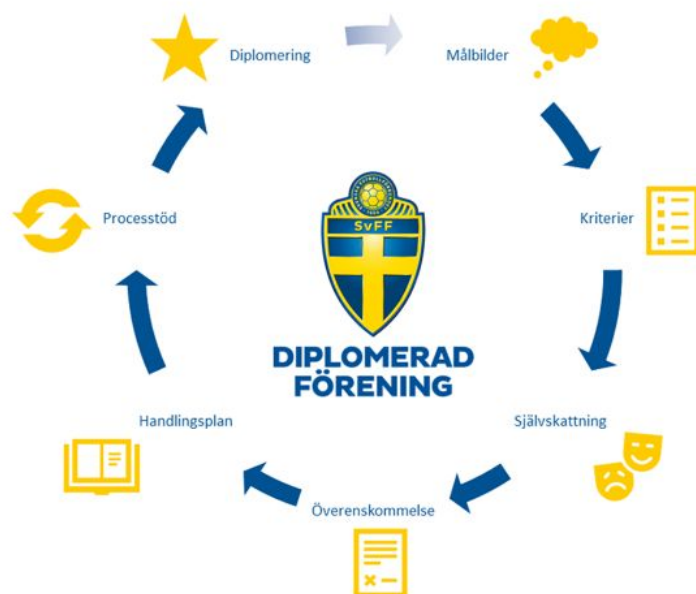 Diplomering
Målbilder
Kriterier
Självskattning
Överenskommelse
Handlingsplan
Processtöd
SvFF
DIPLOMERAD
FÖRENING